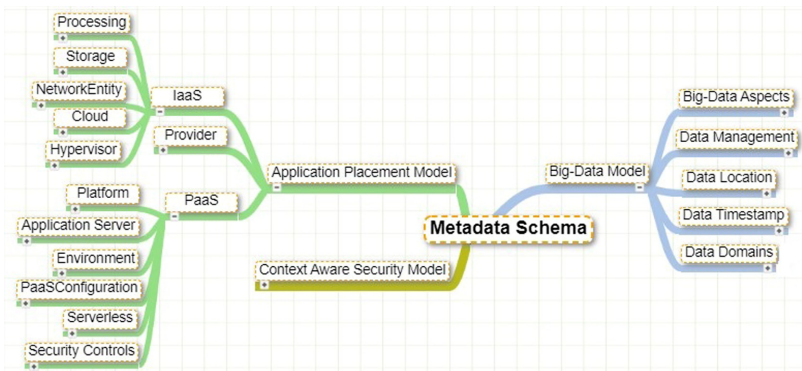 Processing
Storage
NetworkEntity
Cloud
Hypervisor
IaaS
Provider
PaaS
Platform
Application Server
Environment
PaaSConfiguration
Serverless
Security Controls
Application Placement Model
Context Aware Security Model
Metadata Schema
Big-Data Model
Big-Data Aspects
Data Management
Data Location
Data Timestamp
Data Domains